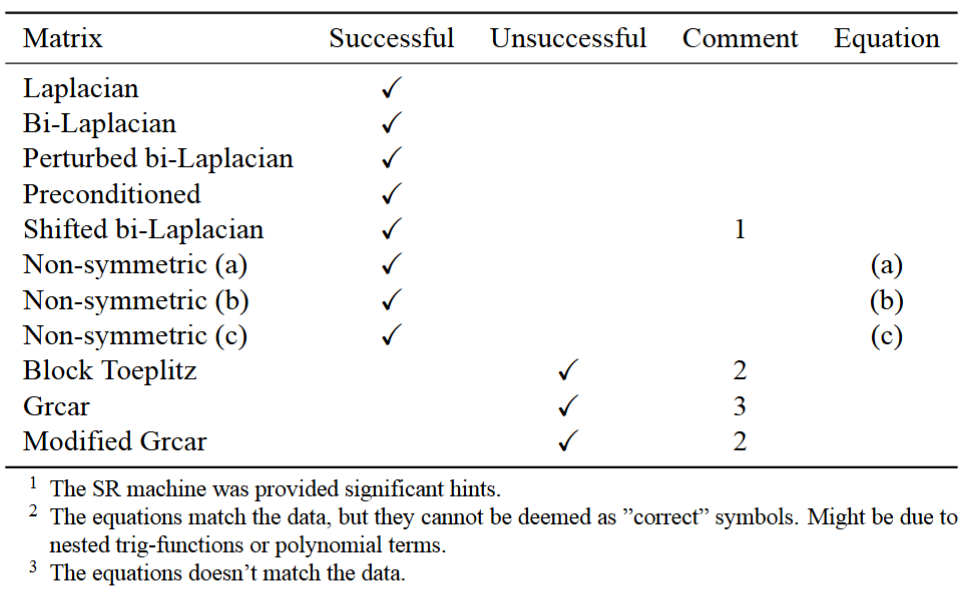 Matrix Successful Unsuccessful Comment Equation
Laplacian ✓
Bi-Laplacian ✓
Perturbed bi-Laplacian ✓
Preconditioned ✓
Shifted bi-Laplacian ✓ 1
Non-symmetric (a) ✓ (a)
Non-symmetric (b) ✓ (b)
Non-symmetric (c) ✓ (c)
Block Toeplitz ✓ 2
Grcar ✓ 3
Modified Grcar ✓ 2
1 The SR machine was provided significant hints.
2 The equations match the data, but they cannot be deemed as ”correct” symbols. Might be due to
nested trig-functions or polynomial terms.
3 The equations doesn’t match the data.